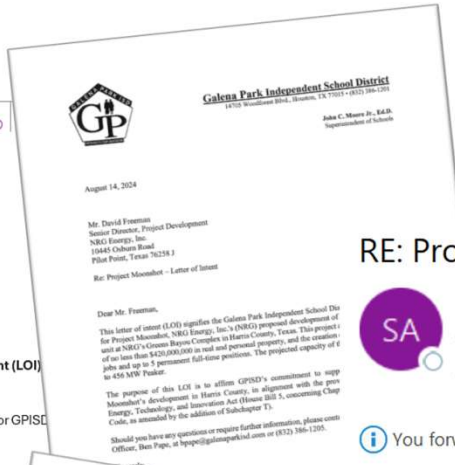 GALENA PARK ISD
GP
Galena Park Independent School District
14705 Woodforest Blvd., Houston, TX 77015 • (832) 386-1201
John C. Moore Jr., Ed.D.
Superintendent of Schools
August 14, 2024
Mr. David Freeman
Senior Director, Project Development
NRG Energy, Inc.
10445 Osburn Road
Pilot Point, Texas 76258 J
Re: Project Moonshot – Letter of Intent
Dear Mr. Freeman,
This letter of intent (LOI) signifies the Galena Park Independent School Dis
for Project Moonshot, NRG Energy, Inc.'s (NRG) proposed development of
unit at NRG's Greens Bayou Complex in Harris County, Texas. This project i
of no less than $420,000,000 in real and personal property, and the creation
jobs and up to 5 permanent full-time positions. The projected capacity of t
to 456 MW Peaker.
The purpose of this LOI is to affirm GPISD's commitment to supp
Moonshot's development in Harris County, in alignment with the prov
Energy, Technology, and Innovation Act (House Bill 5, concerning Chap
Code, as amended by the addition of Subchapter T).
Should you have any questions or require further information, please cont
Officer, Ben Pape, at bpape@galenaparkisd.com or (832) 386-1205.
nt (LOI)
or GPISD
RE: Pro
SA
You forv